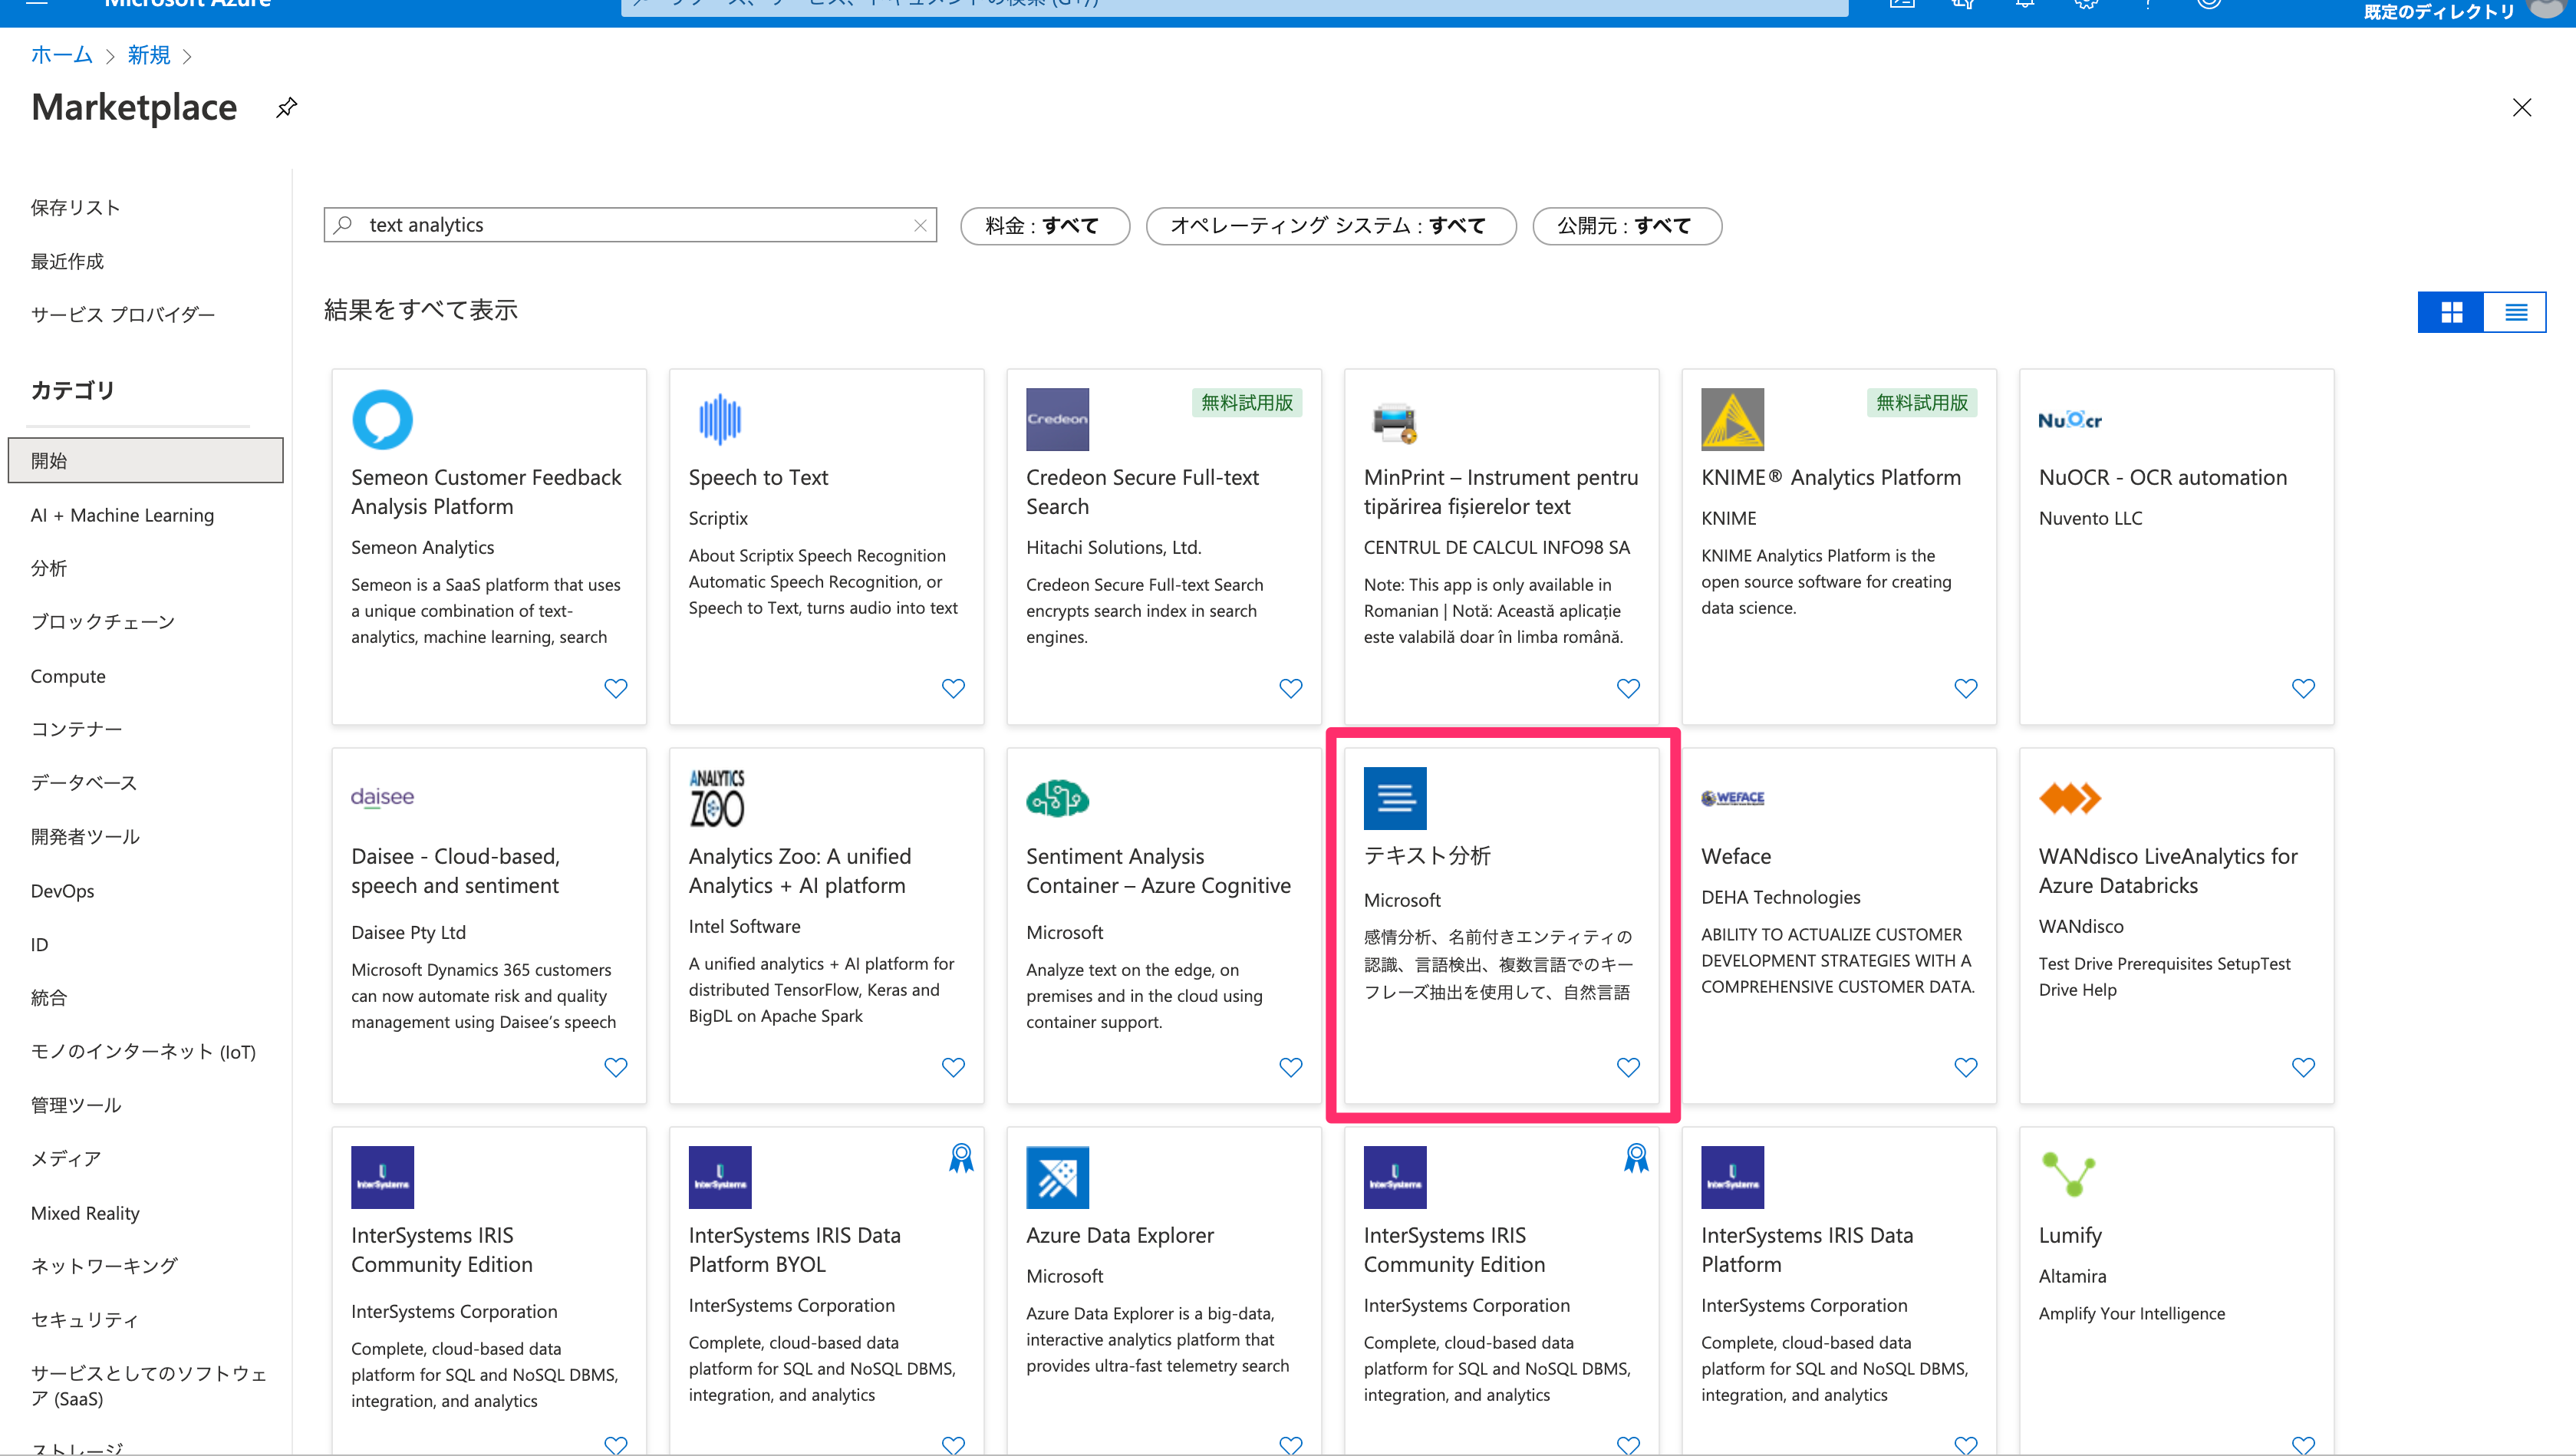 Microsoft Azure
リソース、サービス、ドキュメントの検索 (G+/)
既定のディレクトリ
ホーム > 新規 >
Marketplace
保存リスト
最近作成
サービス プロバイダー
カテゴリ
開始
AI + Machine Learning
分析
ブロックチェーン
Compute
コンテナー
データベース
開発者ツール
DevOps
ID
統合
モノのインターネット (IoT)
管理ツール
メディア
Mixed Reality
ネットワーキング
セキュリティ
サービスとしてのソフトウェ
ア (SaaS)
ストレージ
text analytics
料金 : すべて
オペレーティング システム : すべて
公開元 : すべて
結果をすべて表示
Semeon Customer Feedback
Analysis Platform
Semeon Analytics
Semeon is a SaaS platform that uses
a unique combination of text-
analytics, machine learning, search
Speech to Text
Scriptix
About Scriptix Speech Recognition
Automatic Speech Recognition, or
Speech to Text, turns audio into text
Credeon
無料試用版
Credeon Secure Full-text
Search
Hitachi Solutions, Ltd.
Credeon Secure Full-text Search
encrypts search index in search
engines.
MinPrint – Instrument pentru
tipărirea fișierelor text
CENTRUL DE CALCUL INFO98 SA
Note: This app is only available in
Romanian | Notă: Această aplicație
este valabilă doar în limba română.
無料試用版
KNIME® Analytics Platform
KNIME
KNIME Analytics Platform is the
open source software for creating
data science.
NuOcr
NuOCR - OCR automation
Nuvento LLC
daisee
Daisee - Cloud-based,
speech and sentiment
Daisee Pty Ltd
Microsoft Dynamics 365 customers
can now automate risk and quality
management using Daisee's speech
ANALYTICS
ZOO
Analytics Zoo: A unified
Analytics + AI platform
Intel Software
A unified analytics + AI platform for
distributed TensorFlow, Keras and
BigDL on Apache Spark
Sentiment Analysis
Container – Azure Cognitive
Microsoft
Analyze text on the edge, on
premises and in the cloud using
container support.
テキスト分析
Microsoft
感情分析、名前付きエンティティの
認識、言語検出、複数言語でのキー
フレーズ抽出を使用して、自然言語
WEFACE
Weface
DEHA Technologies
ABILITY TO ACTUALIZE CUSTOMER
DEVELOPMENT STRATEGIES WITH A
COMPREHENSIVE CUSTOMER DATA.
WANdisco LiveAnalytics for
Azure Databricks
WANdisco
Test Drive Prerequisites SetupTest
Drive Help
InterSystems
InterSystems IRIS
Community Edition
InterSystems Corporation
Complete, cloud-based data
platform for SQL and NoSQL DBMS,
integration, and analytics
InterSystems
InterSystems IRIS Data
Platform BYOL
InterSystems Corporation
Complete, cloud-based data
platform for SQL and NoSQL DBMS,
integration, and analytics
Azure Data Explorer
Microsoft
Azure Data Explorer is a big-data,
interactive analytics platform that
provides ultra-fast telemetry search
InterSystems
InterSystems IRIS
Community Edition
InterSystems Corporation
Complete, cloud-based data
platform for SQL and NoSQL DBMS,
integration, and analytics
InterSystems
InterSystems IRIS Data
Platform
InterSystems Corporation
Complete, cloud-based data
platform for SQL and NoSQL DBMS,
integration, and analytics
Lumify
Altamira
Amplify Your Intelligence